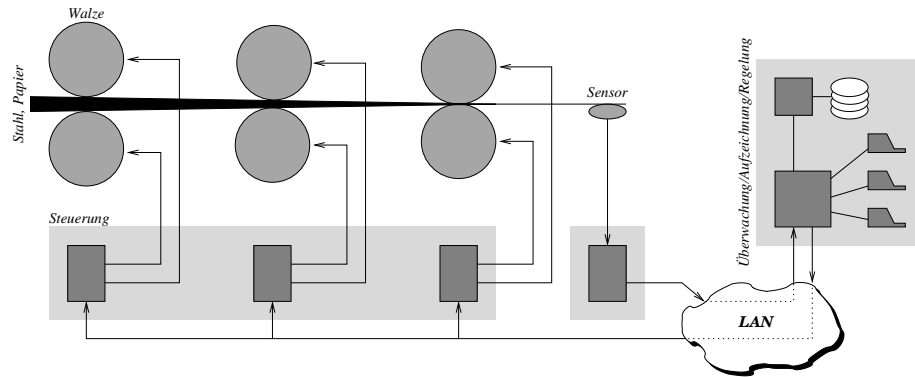 Walze
Stahl, Papier
Sensor
Steuerung
Überwachung/Aufzeichnung/Regelung
LAN